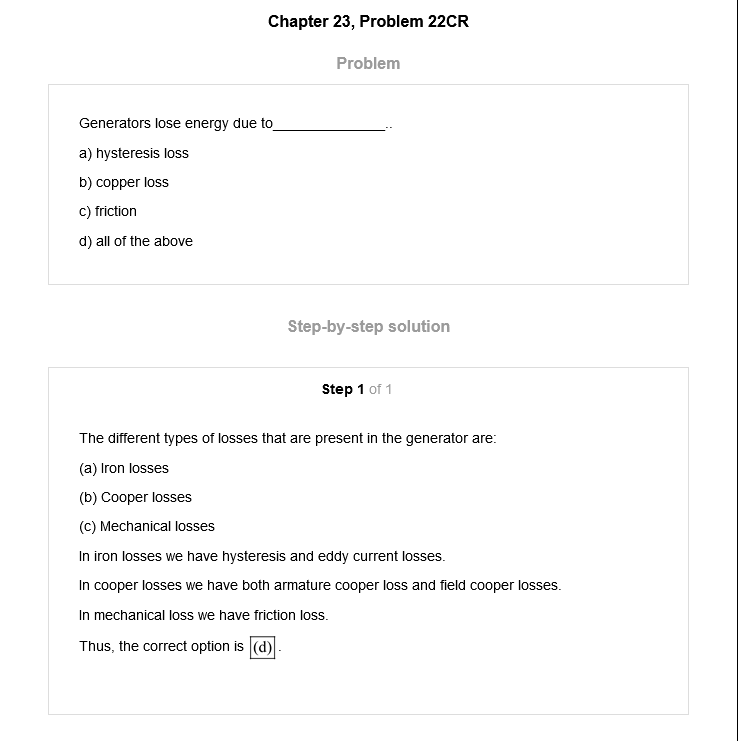 Chapter 23, Problem 22CR
Problem
Generators lose energy due to______________..
a) hysteresis loss
b) copper loss
c) friction
d) all of the above
Step-by-step solution
Step 1 of 1
The different types of losses that are present in the generator are:
(a) Iron losses
(b) Cooper losses
(c) Mechanical losses
In iron losses we have hysteresis and eddy current losses.
In cooper losses we have both armature cooper loss and field cooper losses.
In mechanical loss we have friction loss.
Thus, the correct option is (d).